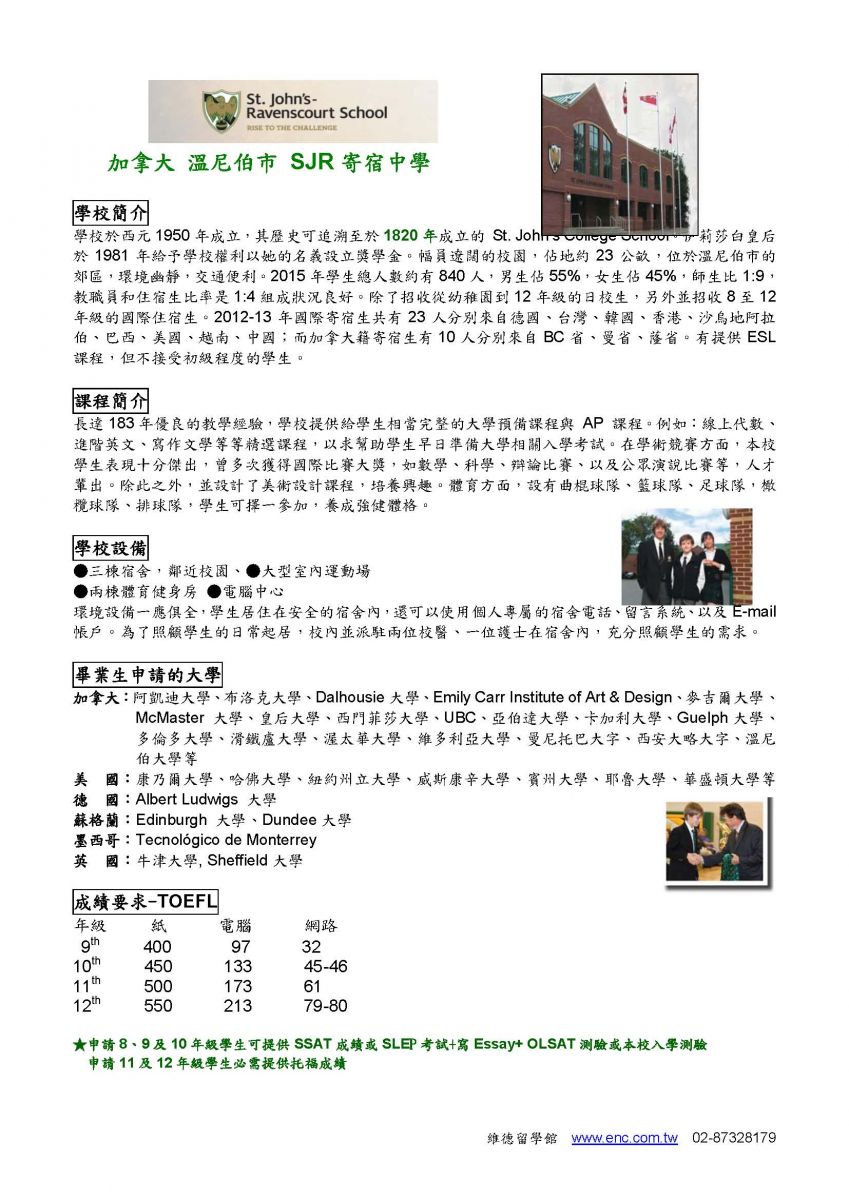 St. John's-
Ravenscourt School
RISE TO THE CHALLENGE
加拿大 溫尼伯市 SJR 寄宿中學
學校簡介
學校於西元 1950 年成立，其歷史可追溯至於 1820 年成立的 St. John's College School。伊莉莎白皇后
於 1981 年給予學校權利以她的名義設立獎學金。幅員遼闊的校園，佔地約 23 公畝，位於溫尼伯市的
郊區，環境幽靜，交通便利。2015 年學生總人數約有 840 人，男生佔 55%，女生佔 45%，師生比 1:9，
教職員和住宿生比率是 1:4 組成狀況良好。除了招收從幼稚園到 12 年級的日校生，另外並招收 8 至 12
年級的國際住宿生。2012-13 年國際寄宿生共有 23 人分別來自德國、台灣、韓國、香港、沙烏地阿拉
伯、巴西、美國、越南、中國；而加拿大籍寄宿生有 10 人分別來自 BC 省、曼省、薩省。有提供 ESL
課程，但不接受初級程度的學生。
課程簡介
長達 183 年優良的教學經驗，學校提供給學生相當完整的大學預備課程與 AP 課程。例如：線上代數、
進階英文、寫作文學等等精選課程，以求幫助學生早日準備大學相關入學考試。在學術競賽方面，本校
學生表現十分傑出，曾多次獲得國際比賽大獎，如數學、科學、辯論比賽、以及公眾演說比賽等，人才
輩出。除此之外，並設計了美術設計課程，培養興趣。體育方面，設有曲棍球隊、籃球隊、足球隊，橄
欖球隊、排球隊，學生可擇一參加，養成強健體格。
學校設備
●三棟宿舍，鄰近校園、●大型室內運動場
●兩棟體育健身房 ●電腦中心
環境設備一應俱全，學生居住在安全的宿舍內，還可以使用個人專屬的宿舍電話、留言系統、以及 E-mail
帳戶。為了照顧學生的日常起居，校內並派駐兩位校醫、一位護士在宿舍內，充分照顧學生的需求。
畢業生申請的大學
加拿大：阿凱迪大學、布洛克大學、Dalhousie 大學、Emily Carr Institute of Art & Design、麥吉爾大學、
McMaster 大學、皇后大學、西門菲莎大學、UBC、亞伯達大學、卡加利大學、Guelph 大學、
多倫多大學、滑鐵盧大學、渥太華大學、維多利亞大學、曼尼托巴大字、西安大略大字、溫尼
伯大學等
美　國：康乃爾大學、哈佛大學、紐約州立大學、威斯康辛大學、賓州大學、耶魯大學、華盛頓大學等
德　國：Albert Ludwigs 大學
蘇格蘭：Edinburgh 大學、Dundee 大學
墨西哥：Tecnológico de Monterrey
英　國：牛津大學, Sheffield 大學
成績要求-TOEFL
年級 紙 電腦 網路
9th 400 97 32
10th 450 133 45-46
11th 500 173 61
12th 550 213 79-80
★申請 8、9 及 10 年級學生可提供 SSAT 成績或 SLEP 考試+寫 Essay+ OLSAT 測驗或本校入學測驗
申請 11 及 12 年級學生必需提供托福成績
維德留學館 www.enc.com.tw 02-87328179